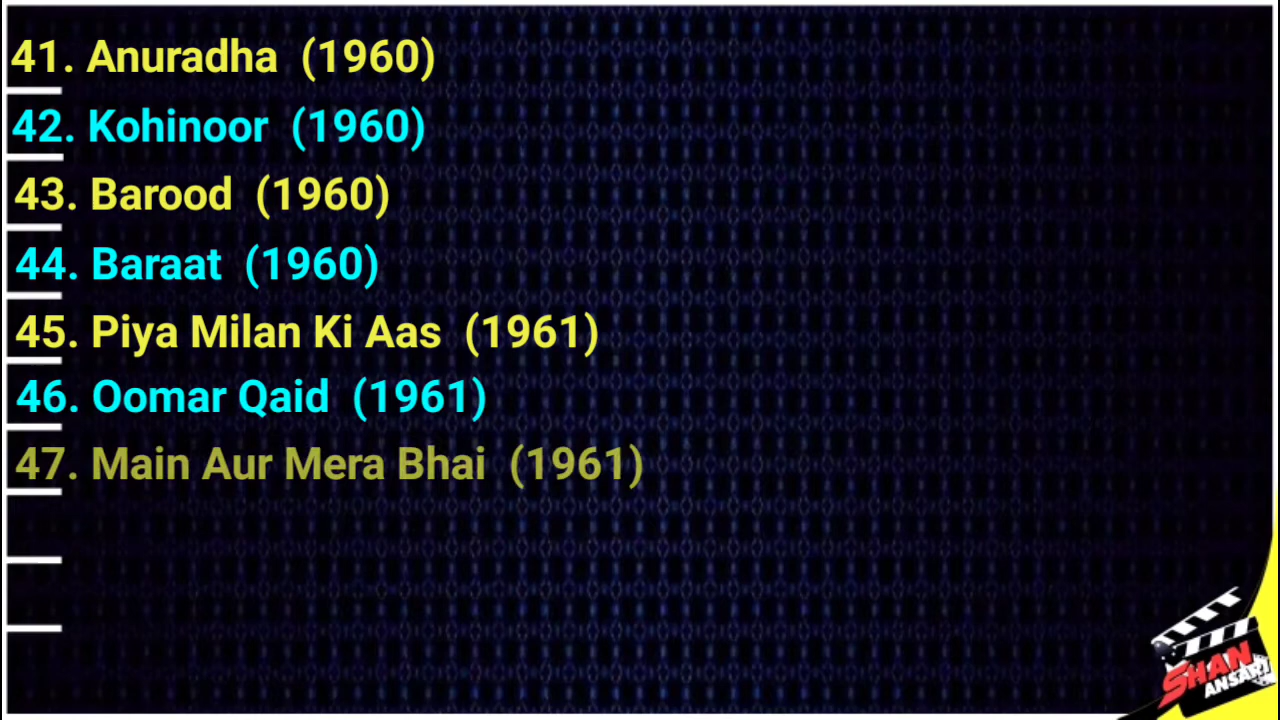 41. Anuradha (1960)
42. Kohinoor (1960)
43. Barood (1960)
44. Baraat (1960)
45. Piya Milan Ki Aas (1961)
46. Oomar Qaid (1961)
47. Main Aur Mera Bhai (1961)
SHAN
ANSARI